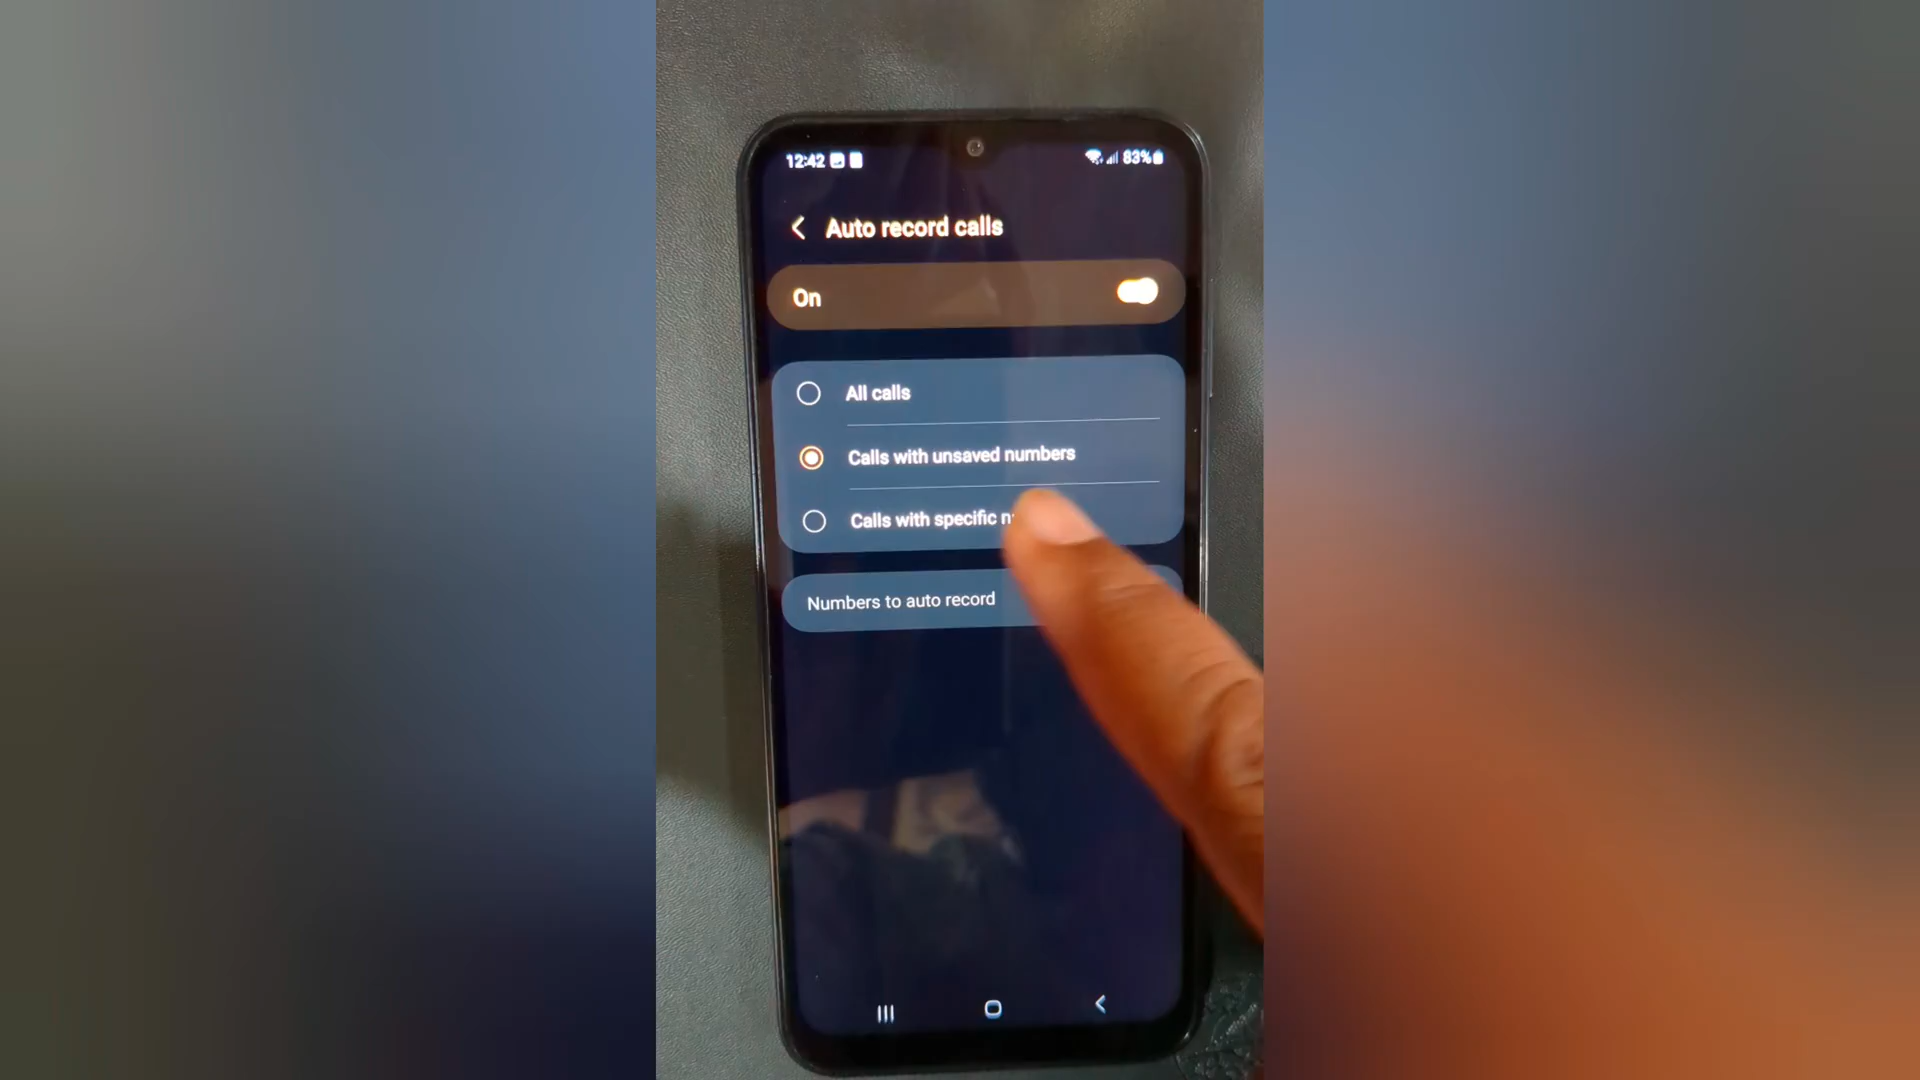 12:42
83%
Auto record calls
On
All calls
Calls with unsaved numbers
Calls with specific
Numbers to auto record